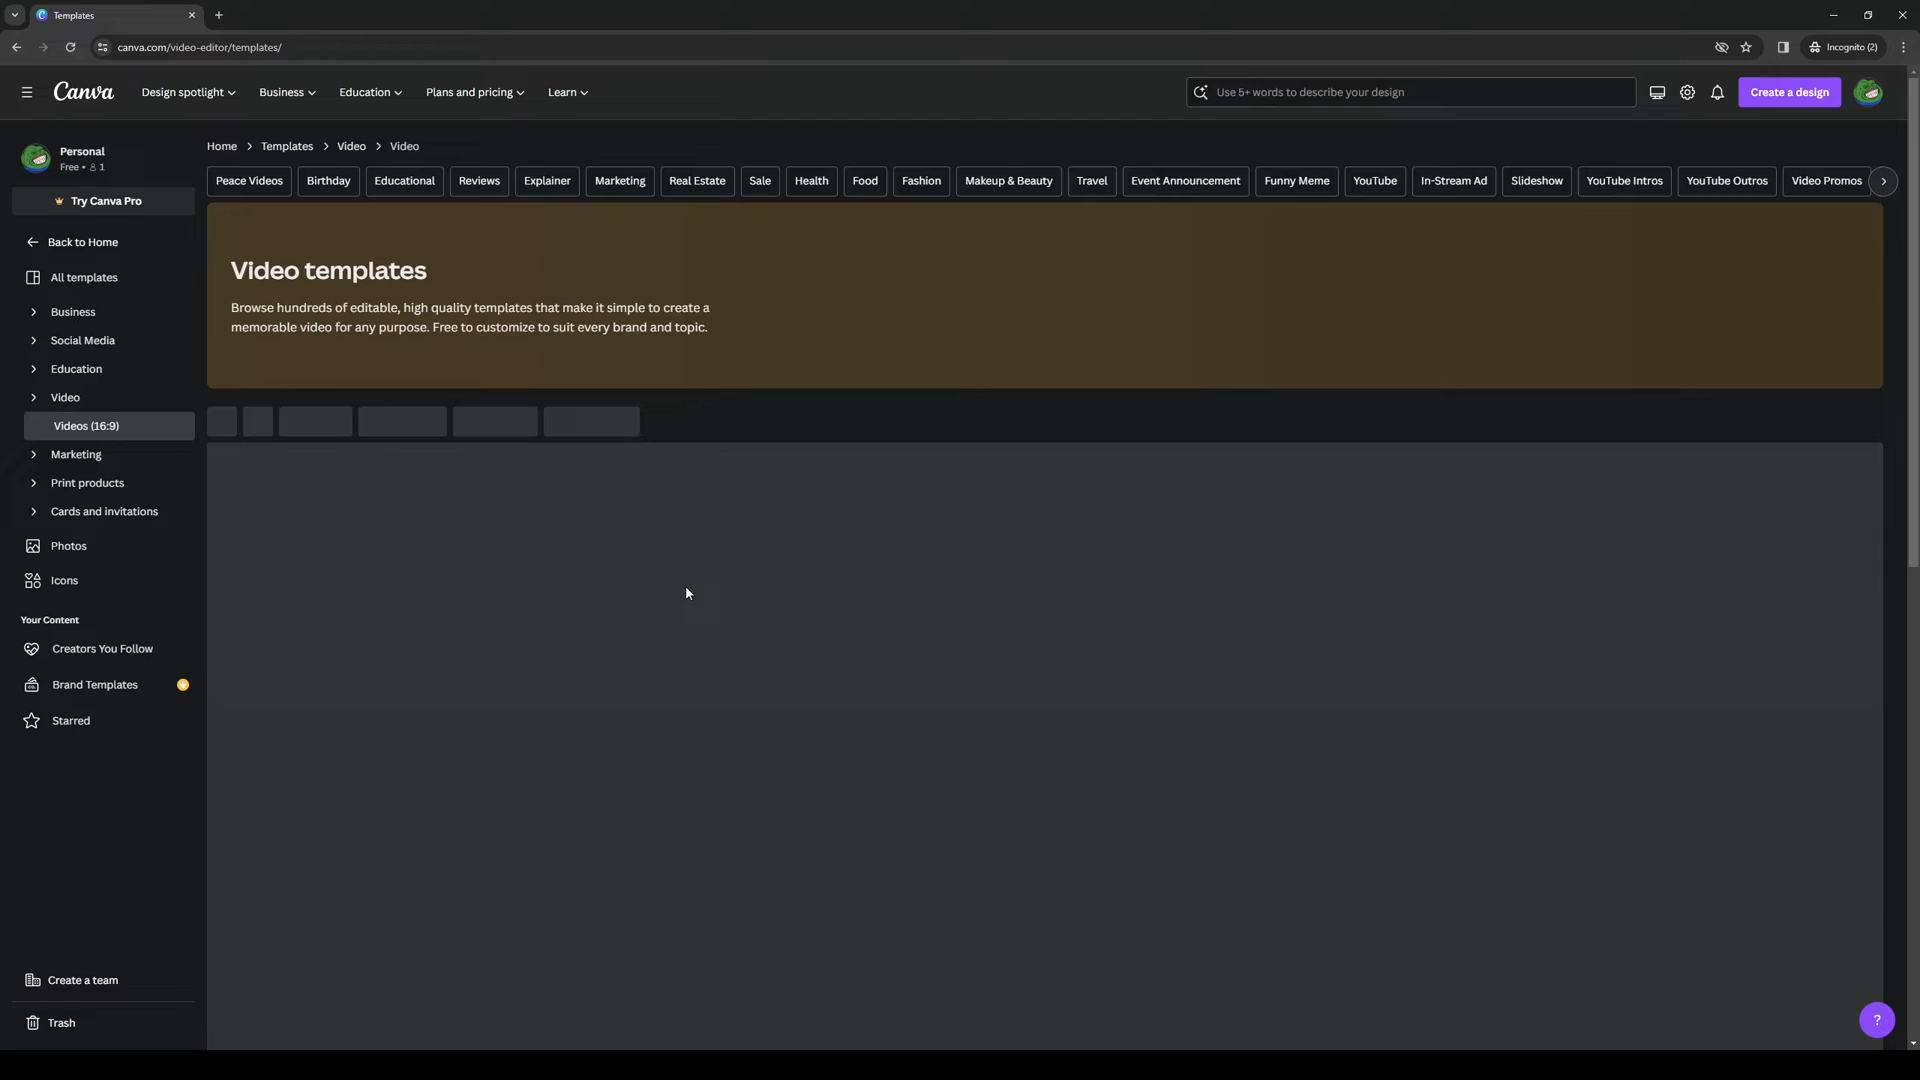 Templates
canva.com/video-editor/templates/
Incognito (2)
Canva
Design spotlight
Business
Education
Plans and pricing
Learn
Use 5+ words to describe your design
Create a design
Personal
Free • 1
Try Canva Pro
Back to Home
All templates
Business
Social Media
Education
Video
Videos (16:9)
Marketing
Print products
Cards and invitations
Photos
Icons
Your Content
Creators You Follow
Brand Templates
Starred
Create a team
Trash
Home > Templates > Video > Video
Peace Videos
Birthday
Educational
Reviews
Explainer
Marketing
Real Estate
Sale
Health
Food
Fashion
Makeup & Beauty
Travel
Event Announcement
Funny Meme
YouTube
In-Stream Ad
Slideshow
YouTube Intros
YouTube Outros
Video Promos
Video templates
Browse hundreds of editable, high quality templates that make it simple to create a
memorable video for any purpose. Free to customize to suit every brand and topic.
?